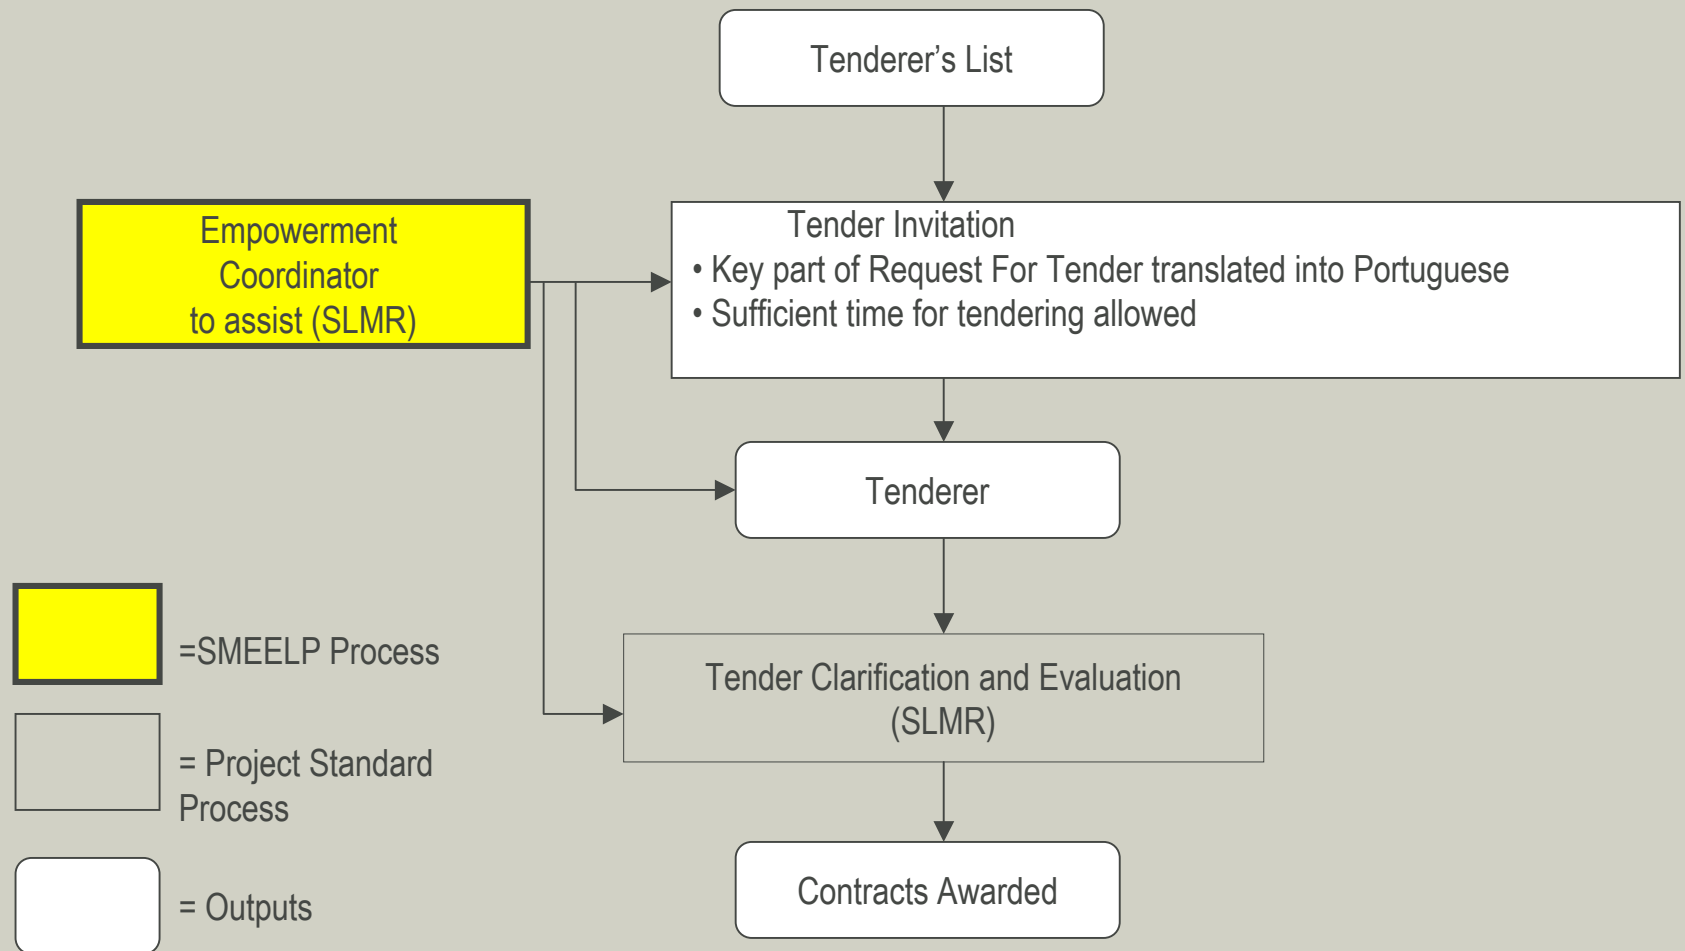 Tenderer’s List
Empowerment
Coordinator
to assist (SLMR)
Tender Invitation
• Key part of Request For Tender translated into Portuguese
• Sufficient time for tendering allowed
Tenderer
=SMEELP Process
Tender Clarification and Evaluation
(SLMR)
= Project Standard
Process
Contracts Awarded
= Outputs